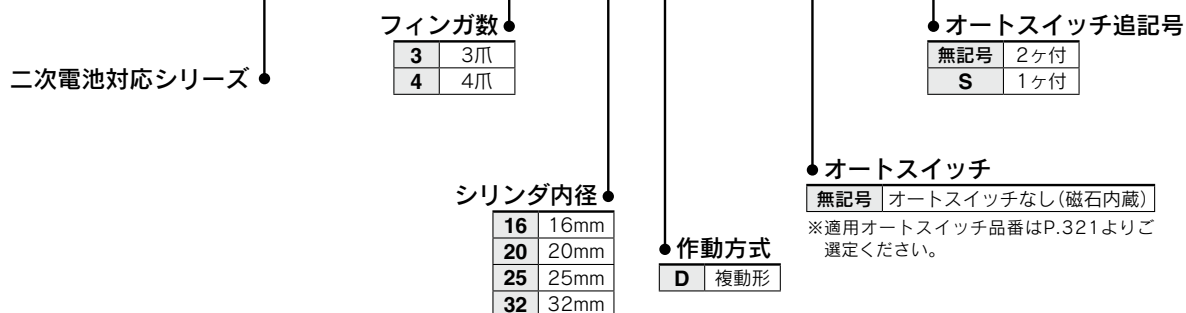 フィンガ数
3 3爪
4 4爪
オートスイッチ追記号
無記号 2ヶ付
S 1ヶ付
二次電池対応シリーズ
オートスイッチ
無記号 オートスイッチなし(磁石内蔵)
※適用オートスイッチ品番はP.321よりご
選定ください。
シリンダ内径
16 16mm
20 20mm
25 25mm
32 32mm
作動方式
D 複動形